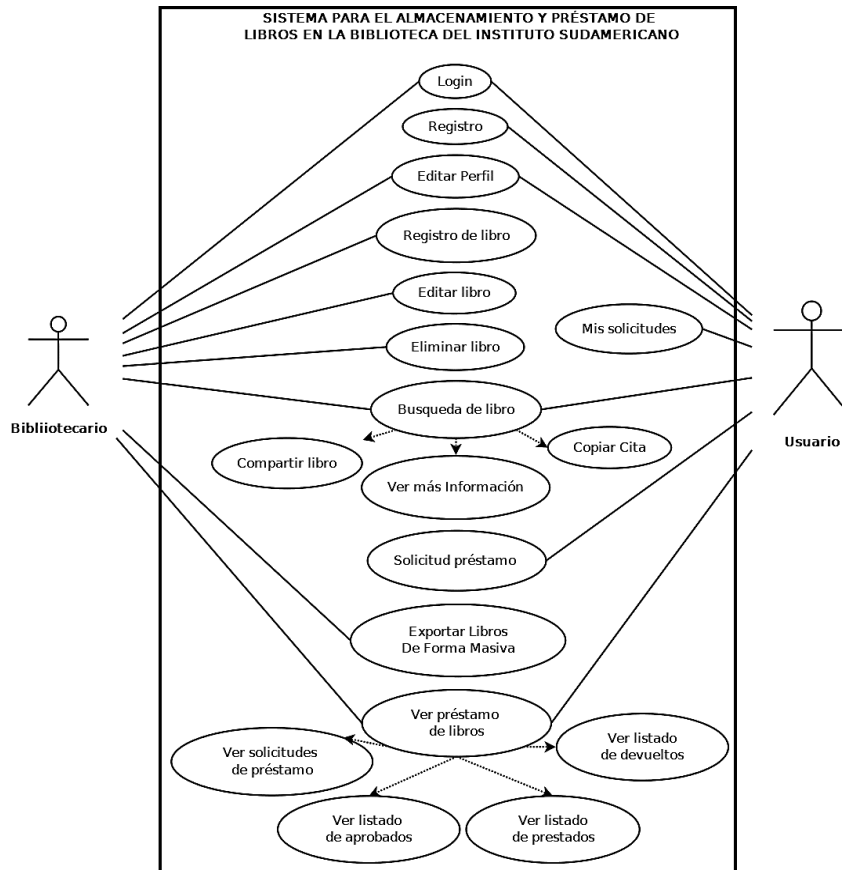 SISTEMA PARA EL ALMACENAMIENTO Y PRÉSTAMO DE
LIBROS EN LA BIBLIOTECA DEL INSTITUTO SUDAMERICANO
Login
Registro
Editar Perfil
Registro de libro
Editar libro
Mis solicitudes
Eliminar libro
Busqueda de libro
Bibliiotecario
Usuario
Compartir libro
Copiar Cita
Ver más Información
Solicitud préstamo
Exportar Libros
De Forma Masiva
Ver préstamo
de libros
Ver solicitudes
de préstamo
Ver listado
de devueltos
Ver listado
de aprobados
Ver listado
de prestados